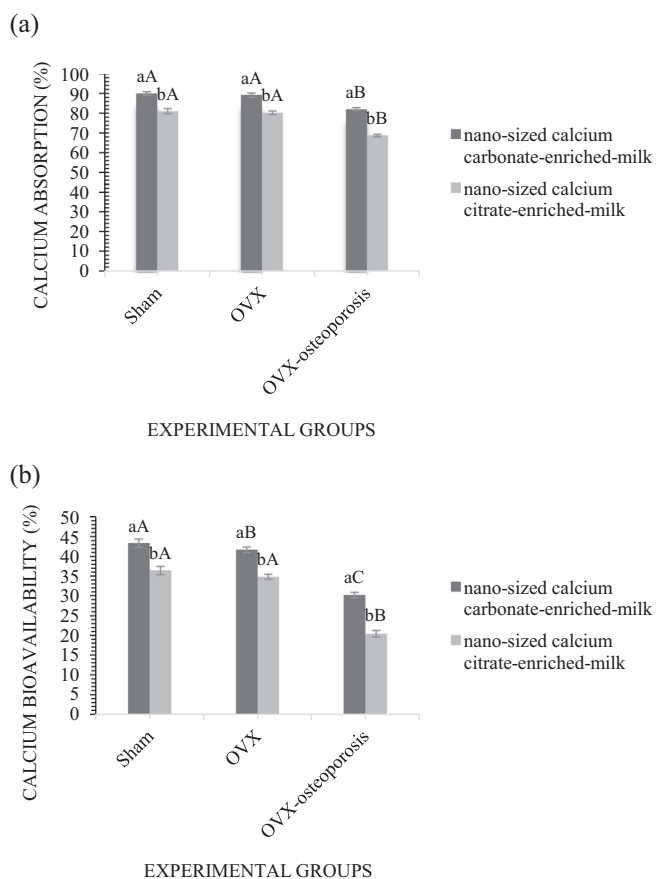 (a)
CALCIUM ABSORPTION (%)
100
90
80
70
60
50
40
30
20
10
0
aA
bA
aA
bA
aB
bB
Sham
OVX
OVX-osteoporosis
EXPERIMENTAL GROUPS
nano-sized calcium
carbonate-enriched-milk
nano-sized calcium
citrate-enriched-milk
(b)
CALCIUM BIOAVAILABILITY (%)
50
45
40
35
30
25
20
15
10
5
0
aA
bA
aB
bA
aC
bB
Sham
OVX
OVX-osteoporosis
EXPERIMENTAL GROUPS
nano-sized calcium
carbonate-enriched-milk
nano-sized calcium
citrate-enriched-milk